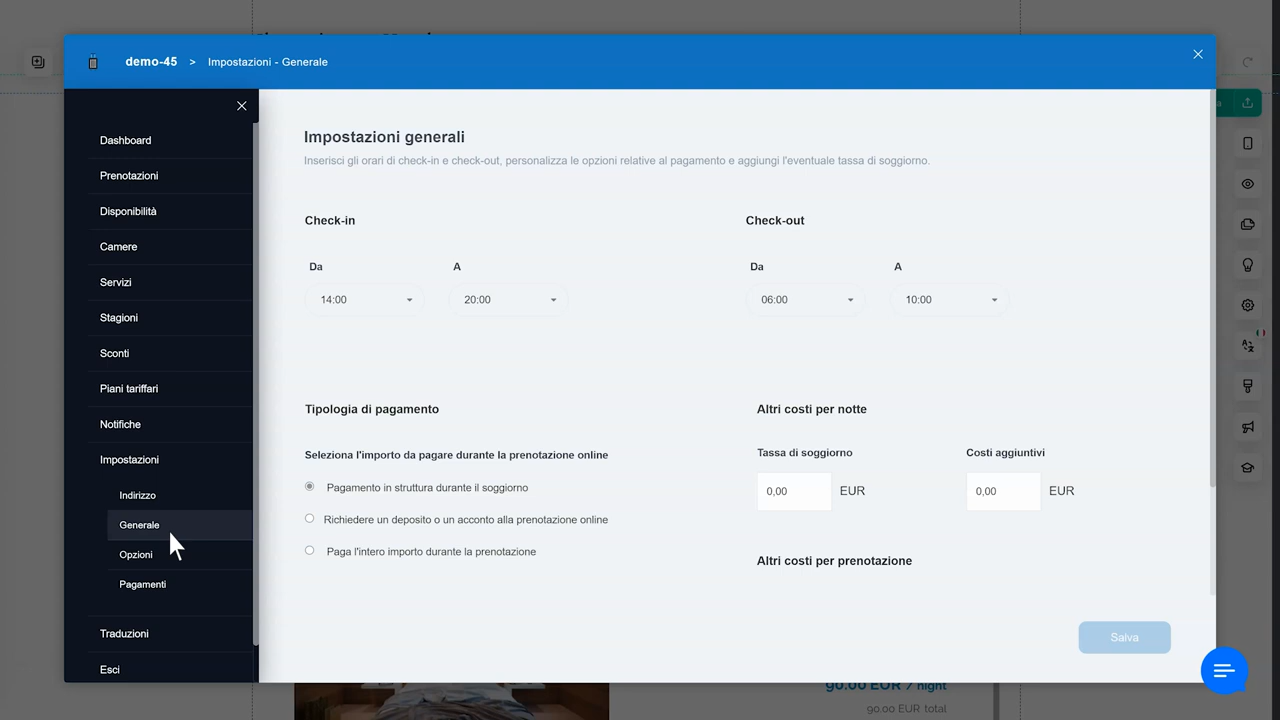 demo-45 > Impostazioni - Generale
Dashboard
Prenotazioni
Disponibilità
Camere
Servizi
Stagioni
Sconti
Piani tariffari
Notifiche
Impostazioni
Indirizzo
Generale
Opzioni
Pagamenti
Traduzioni
Esci
Impostazioni generali
Inserisci gli orari di check-in e check-out, personalizza le opzioni relative al pagamento e aggiungi l'eventuale tassa di soggiorno.
Check-in
Da A
14:00 20:00
Check-out
Da A
06:00 10:00
Tipologia di pagamento
Seleziona l'importo da pagare durante la prenotazione online
Pagamento in struttura durante il soggiorno
Richiedere un deposito o un acconto alla prenotazione online
Paga l'intero importo durante la prenotazione
Altri costi per notte
Tassa di soggiorno Costi aggiuntivi
0,00 EUR 0,00 EUR
Altri costi per prenotazione
Salva
90.00 EUR / night
90.00 EUR total